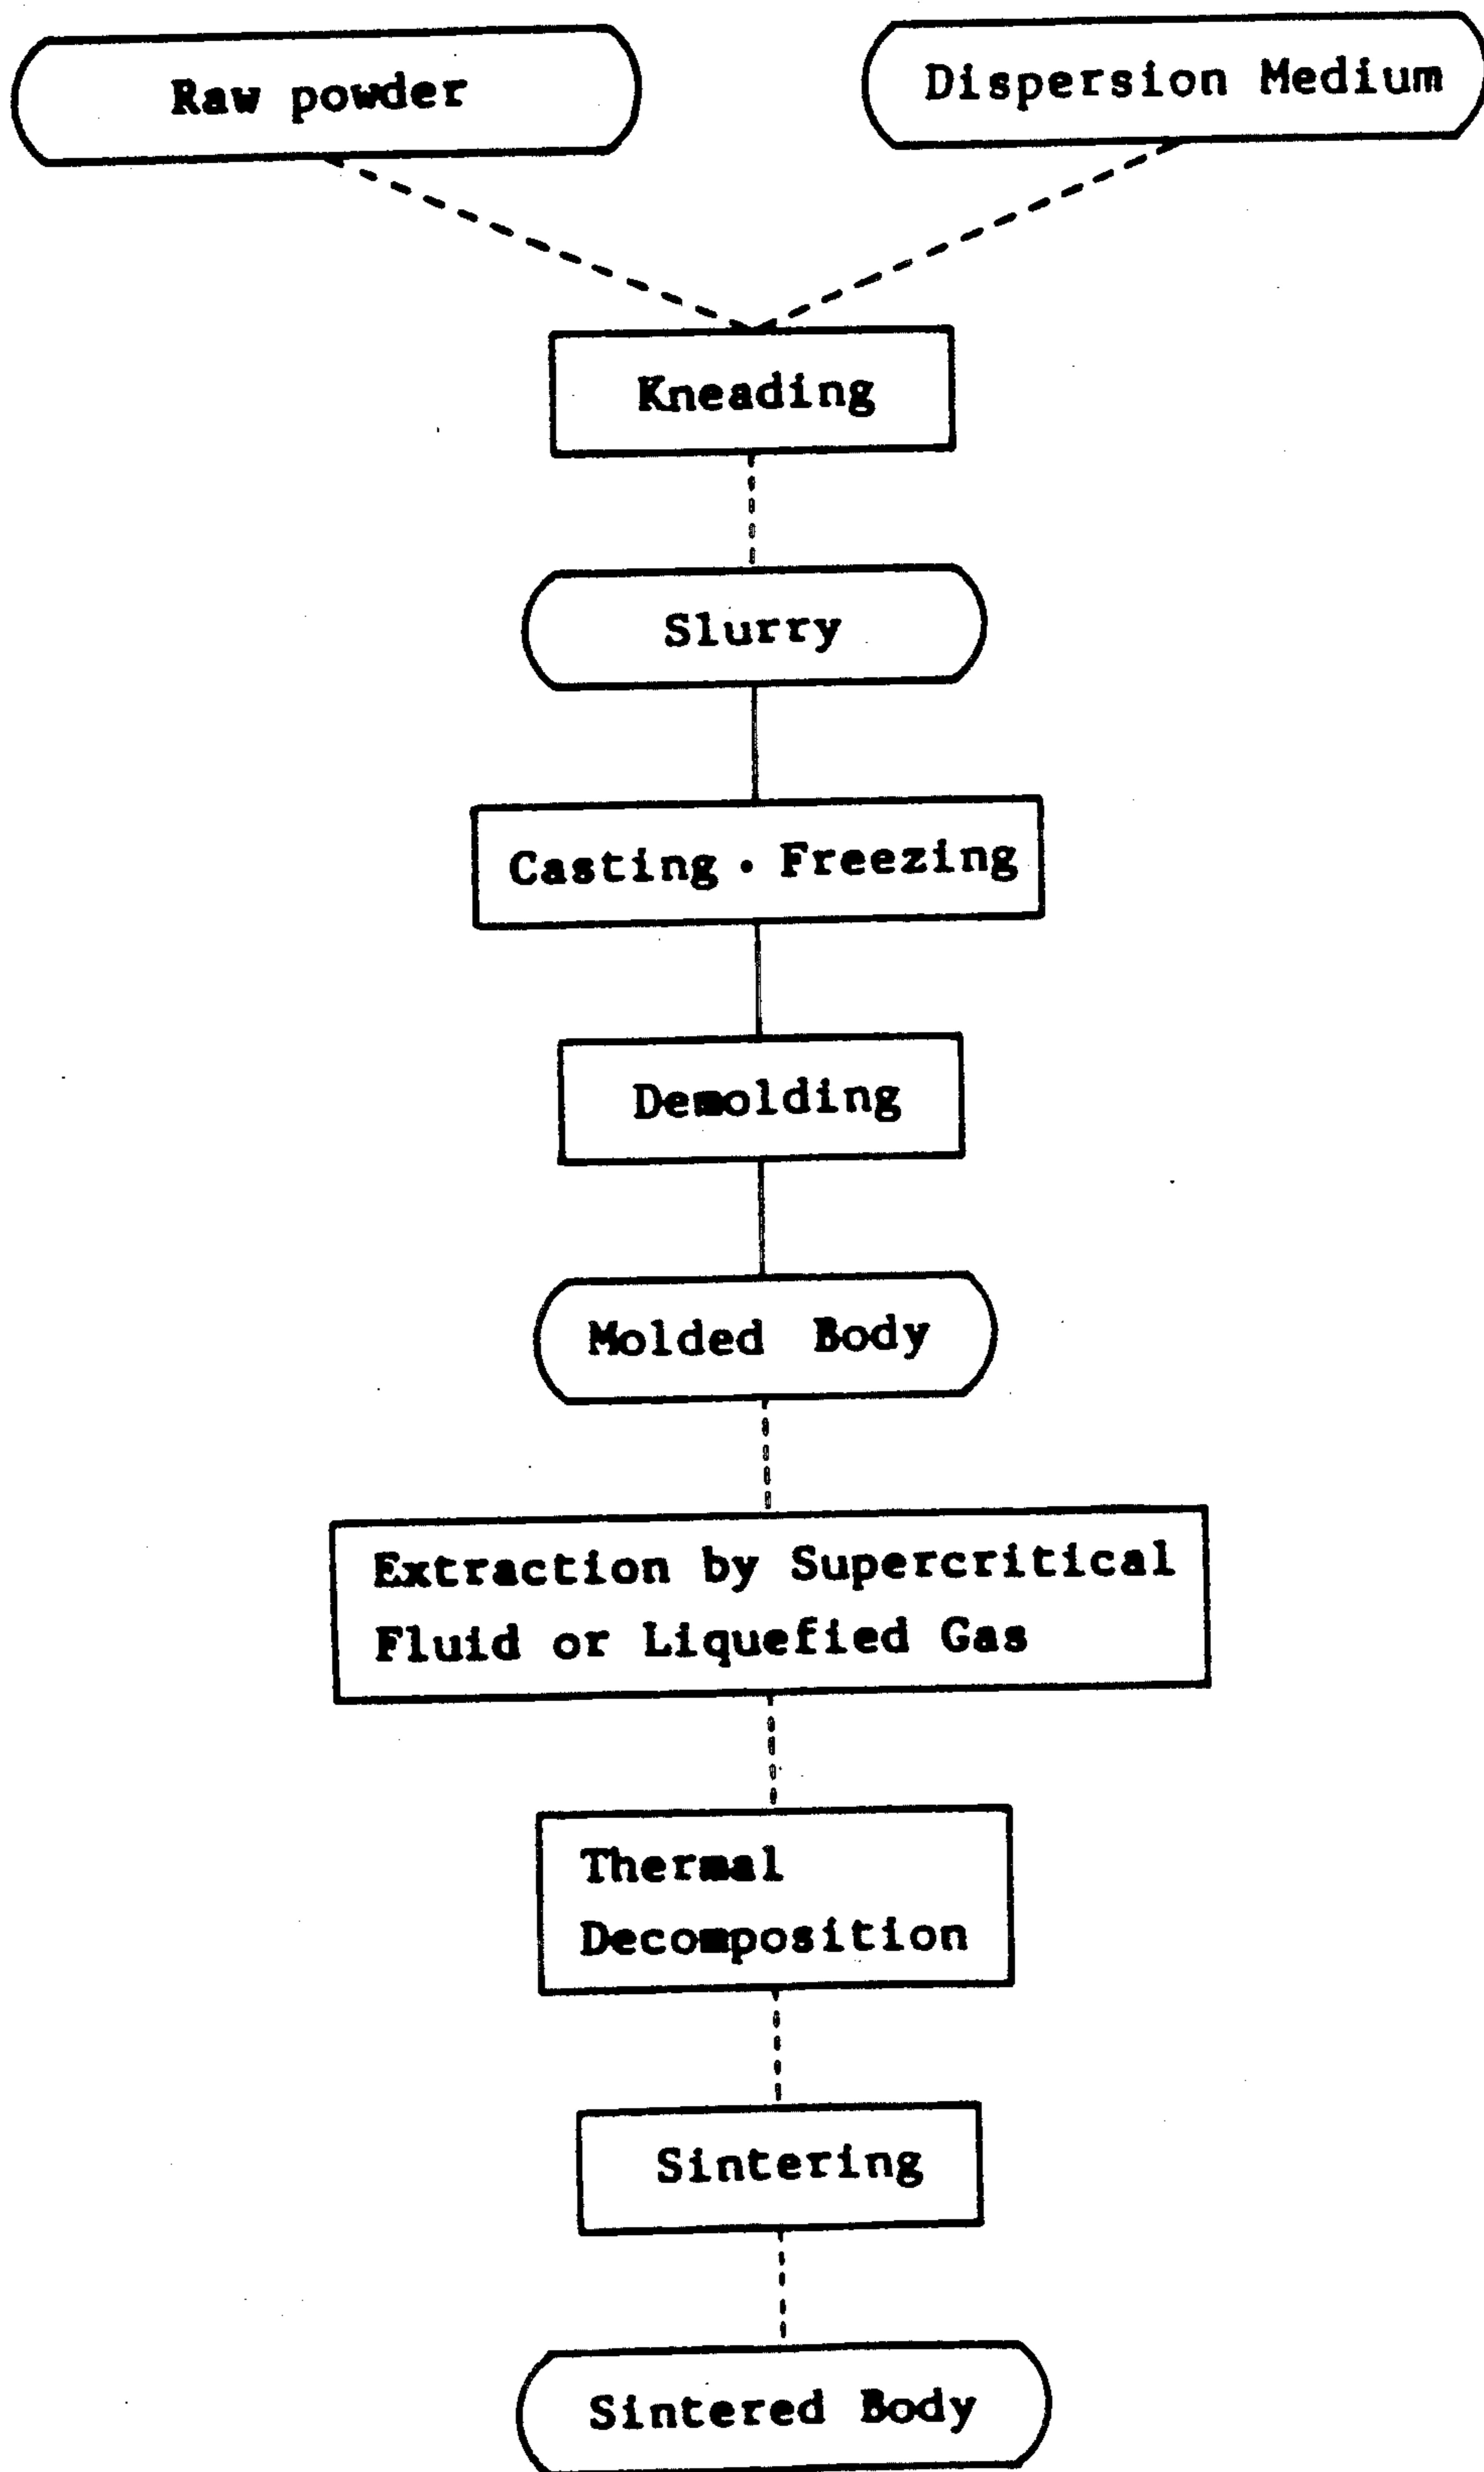 Raw powder
Dispersion Medium
Kneading
Slurry
Casting · Freezing
Demolding
Molded Body
Extraction by Supercritical
Fluid or Liquefied Gas
Thermal
Decomposition
Sintering
Sintered Body